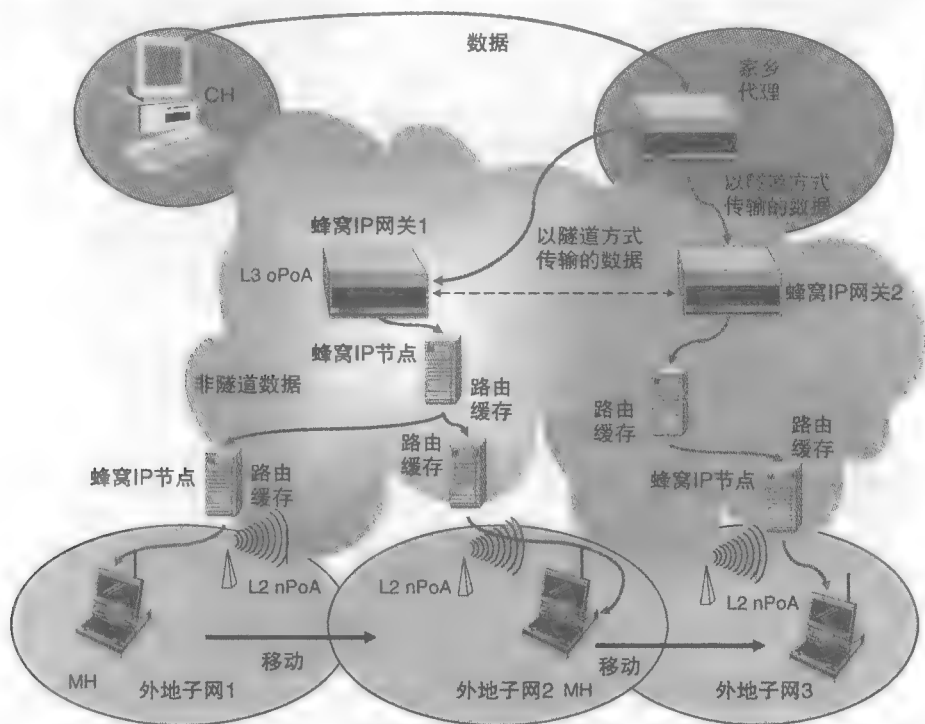 数据
CH
家乡
代理
以隧道方式
传输的数据
蜂窝IP网关1
以隧道方式
传输的数据
L3 oPoA
蜂窝IP网关2
蜂窝IP节点
非隧道数据
路由
缓存
路由
缓存
路由
缓存
路由
缓存
蜂窝IP节点
路由
缓存
蜂窝IP节点
L2 nPoA
L2 nPoA
L2 nPoA
移动
移动
MH
外地子网1
外地子网2
MH
外地子网3